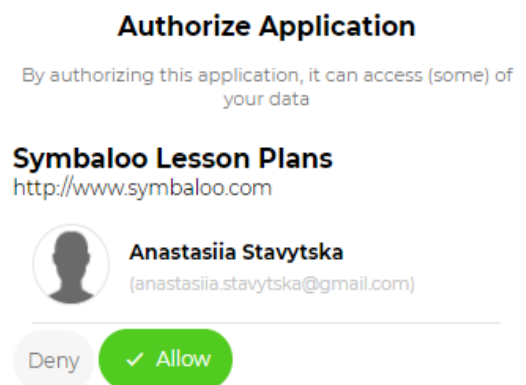 Authorize Application
By authorizing this application, it can access (some) of
your data
Symbaloo Lesson Plans
http://www.symbaloo.com
Anastasiia Stavytska
(anastasiia.stavytska@gmail.com)
Deny
Allow